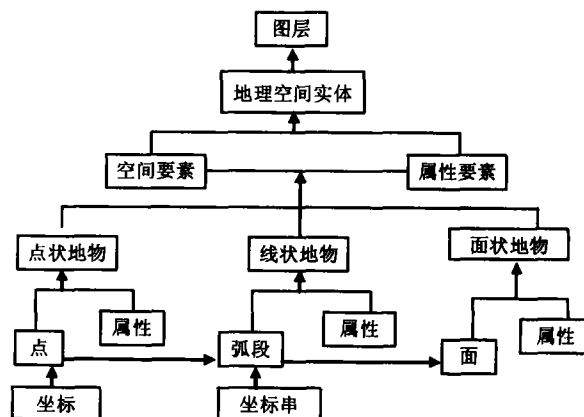 图层
地理空间实体
空间要素
属性要素
点状地物
线状地物
面状地物
属性
属性
属性
点
弧段
面
坐标
坐标串